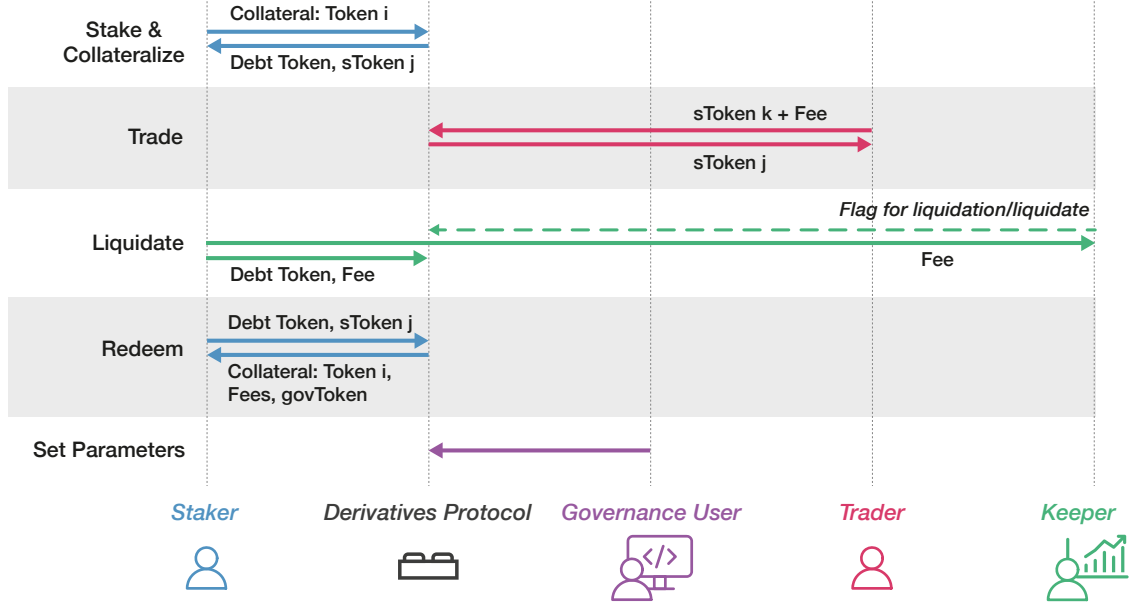 Stake &
Collateralize
Collateral: Token i
Debt Token, sToken j
Trade
sToken k + Fee
sToken j
Liquidate
Flag for liquidation/liquidate
Fee
Debt Token, Fee
Redeem
Debt Token, sToken j
Collateral: Token i,
Fees, govToken
Set Parameters
Staker
Derivatives Protocol
Governance User
Trader
Keeper